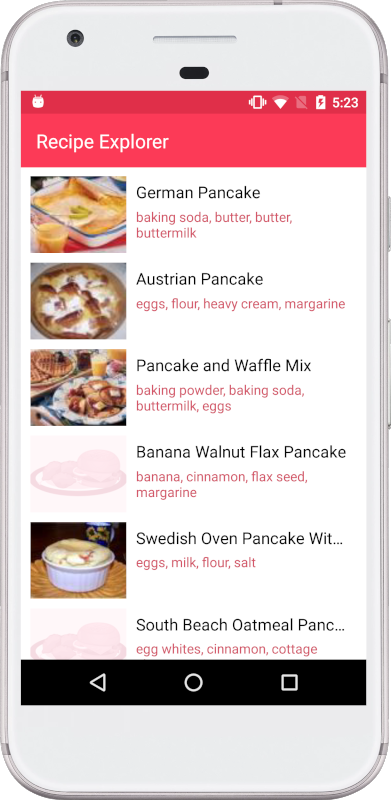 5:23
Recipe Explorer
German Pancake
baking soda, butter, butter,
buttermilk
Austrian Pancake
eggs, flour, heavy cream, margarine
Pancake and Waffle Mix
baking powder, baking soda,
buttermilk, eggs
Banana Walnut Flax Pancake
banana, cinnamon, flax seed,
margarine
Swedish Oven Pancake Wit...
eggs, milk, flour, salt
South Beach Oatmeal Panc...
egg whites, cinnamon, cottage